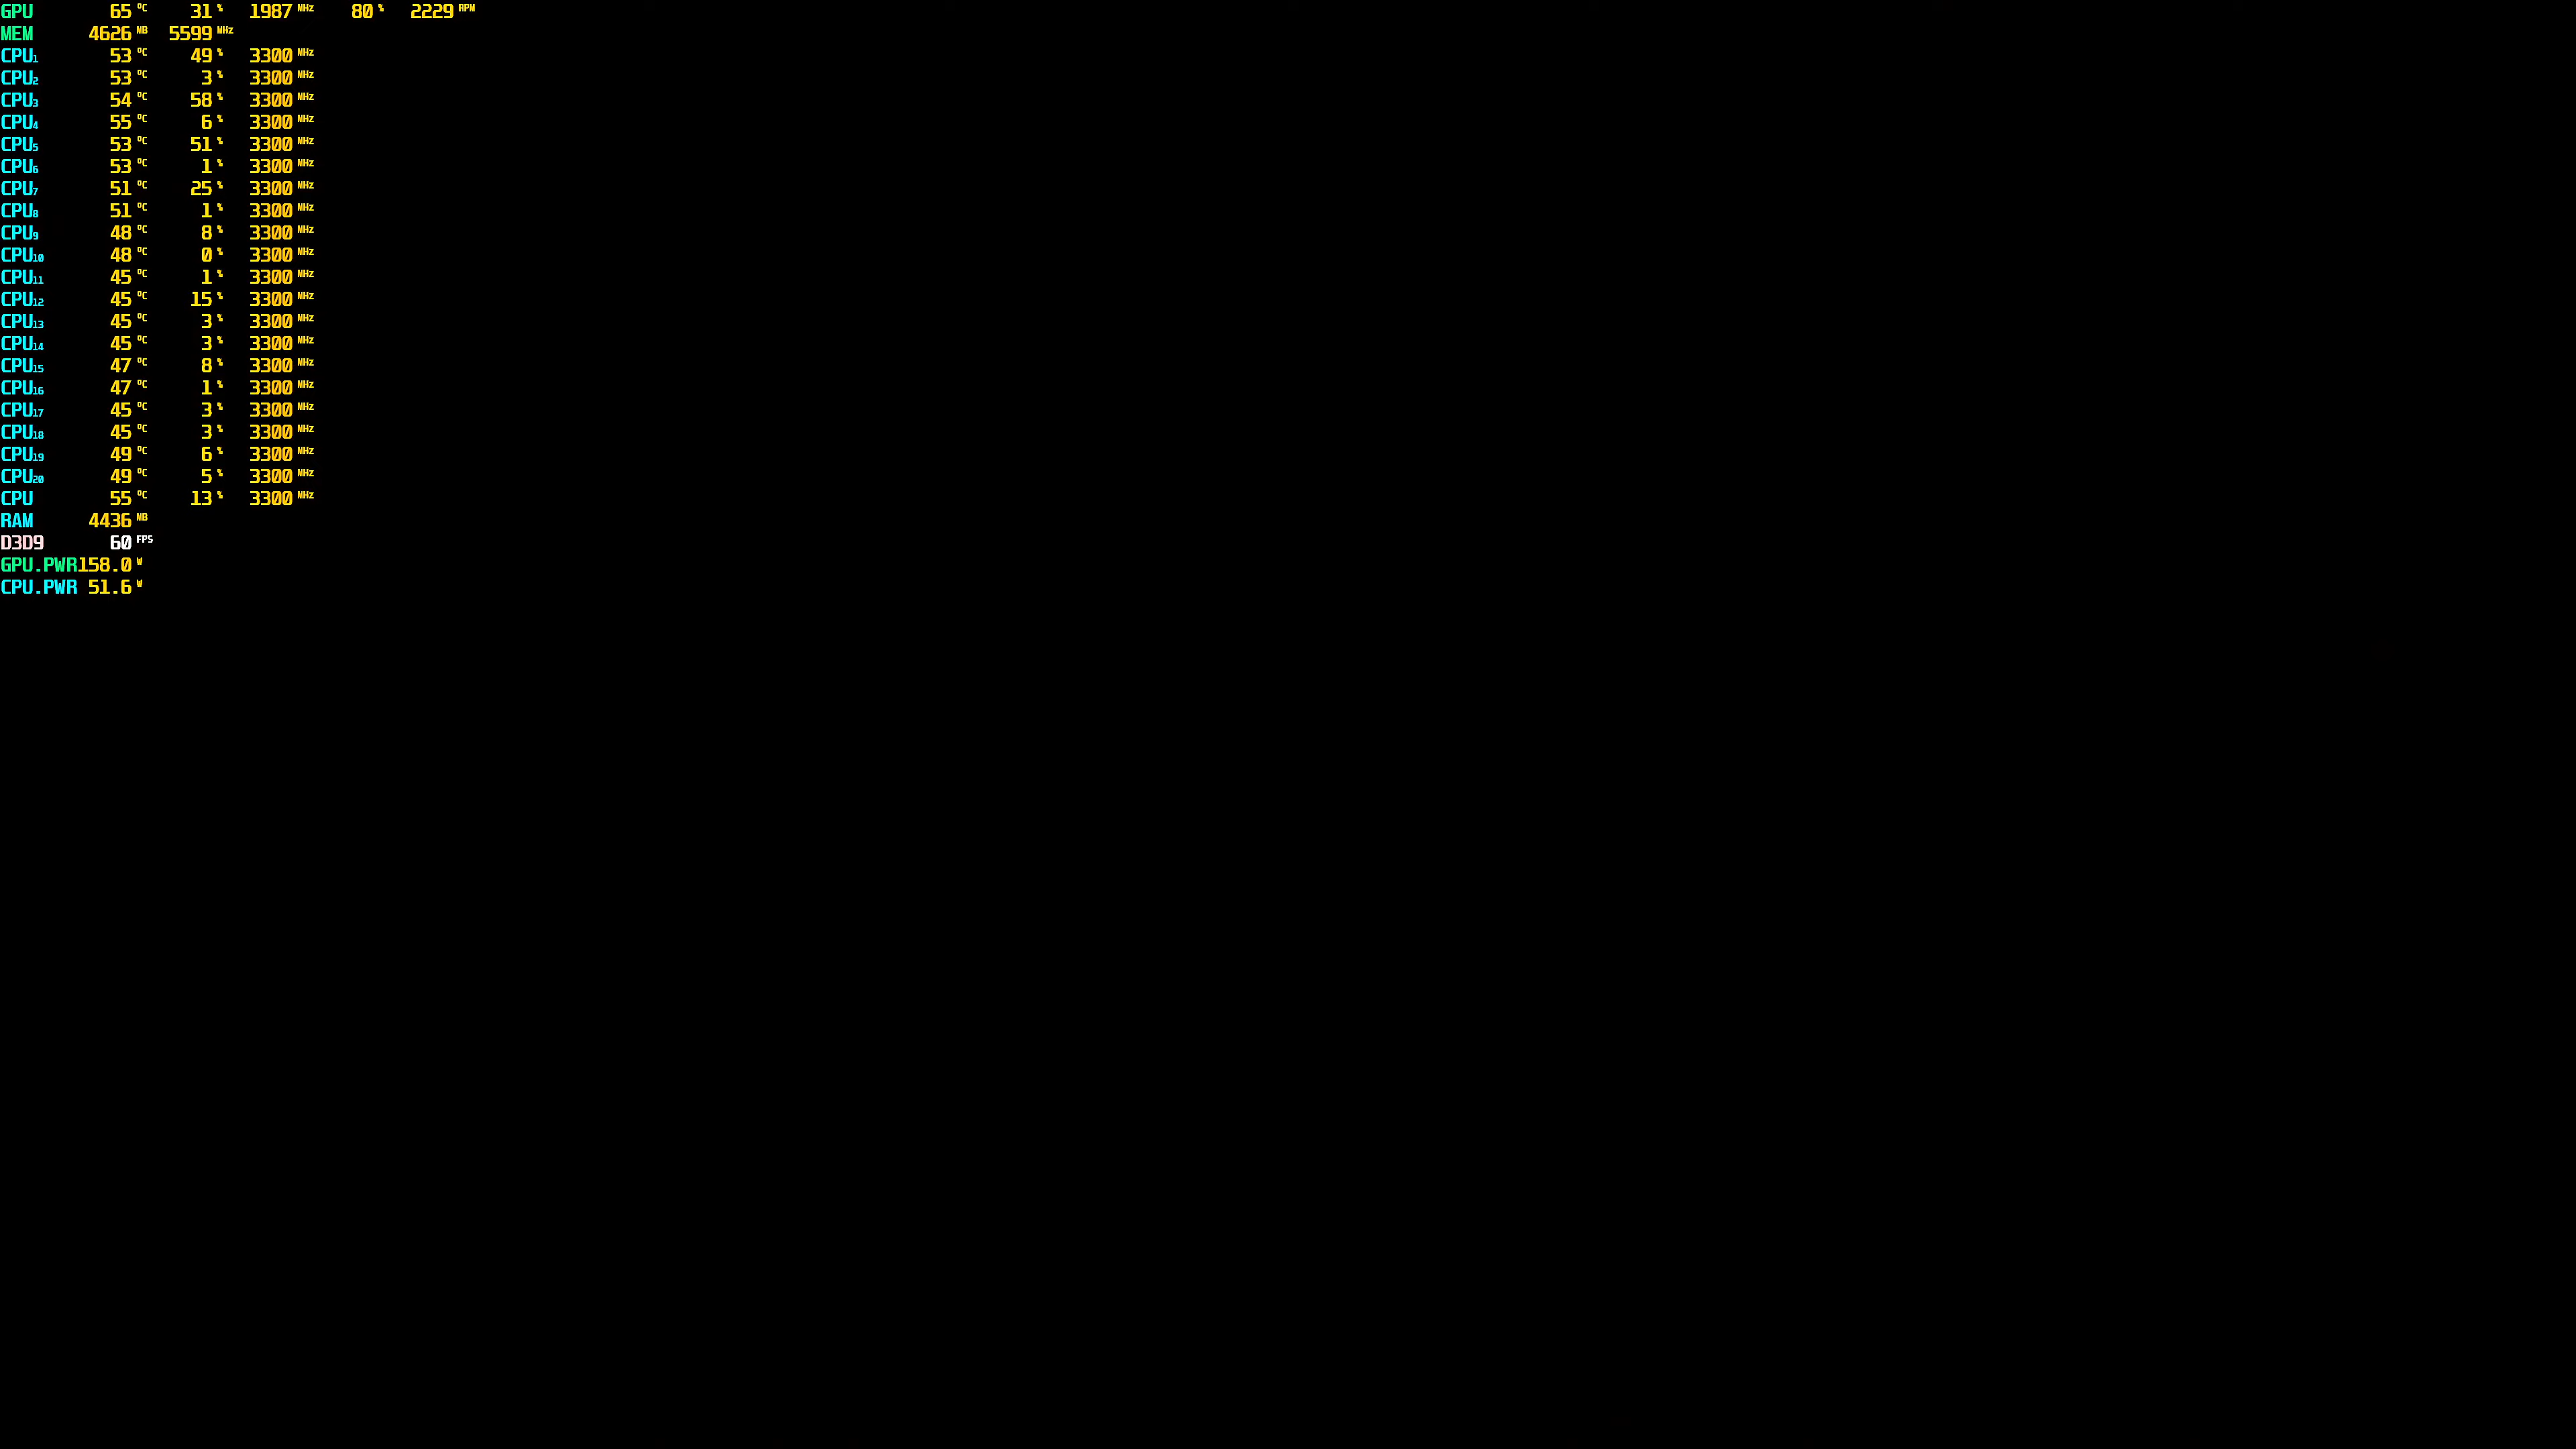 GPU 65 °C 31 % 1987 MHz 80 % 2229 RPM
MEM 4626 MB 5599 MHz
CPU1 53 °C 49 % 3300 MHz
CPU2 53 °C 3 % 3300 MHz
CPU3 54 °C 58 % 3300 MHz
CPU4 55 °C 6 % 3300 MHz
CPU5 53 °C 51 % 3300 MHz
CPU6 53 °C 1 % 3300 MHz
CPU7 51 °C 25 % 3300 MHz
CPU8 51 °C 1 % 3300 MHz
CPU9 48 °C 8 % 3300 MHz
CPU10 48 °C 0 % 3300 MHz
CPU11 45 °C 1 % 3300 MHz
CPU12 45 °C 15 % 3300 MHz
CPU13 45 °C 3 % 3300 MHz
CPU14 45 °C 3 % 3300 MHz
CPU15 47 °C 8 % 3300 MHz
CPU16 47 °C 1 % 3300 MHz
CPU17 45 °C 3 % 3300 MHz
CPU18 45 °C 3 % 3300 MHz
CPU19 49 °C 6 % 3300 MHz
CPU20 49 °C 5 % 3300 MHz
CPU 55 °C 13 % 3300 MHz
RAM 4436 MB
D3D9 60 FPS
GPU.PWR 158.0 W
CPU.PWR 51.6 W